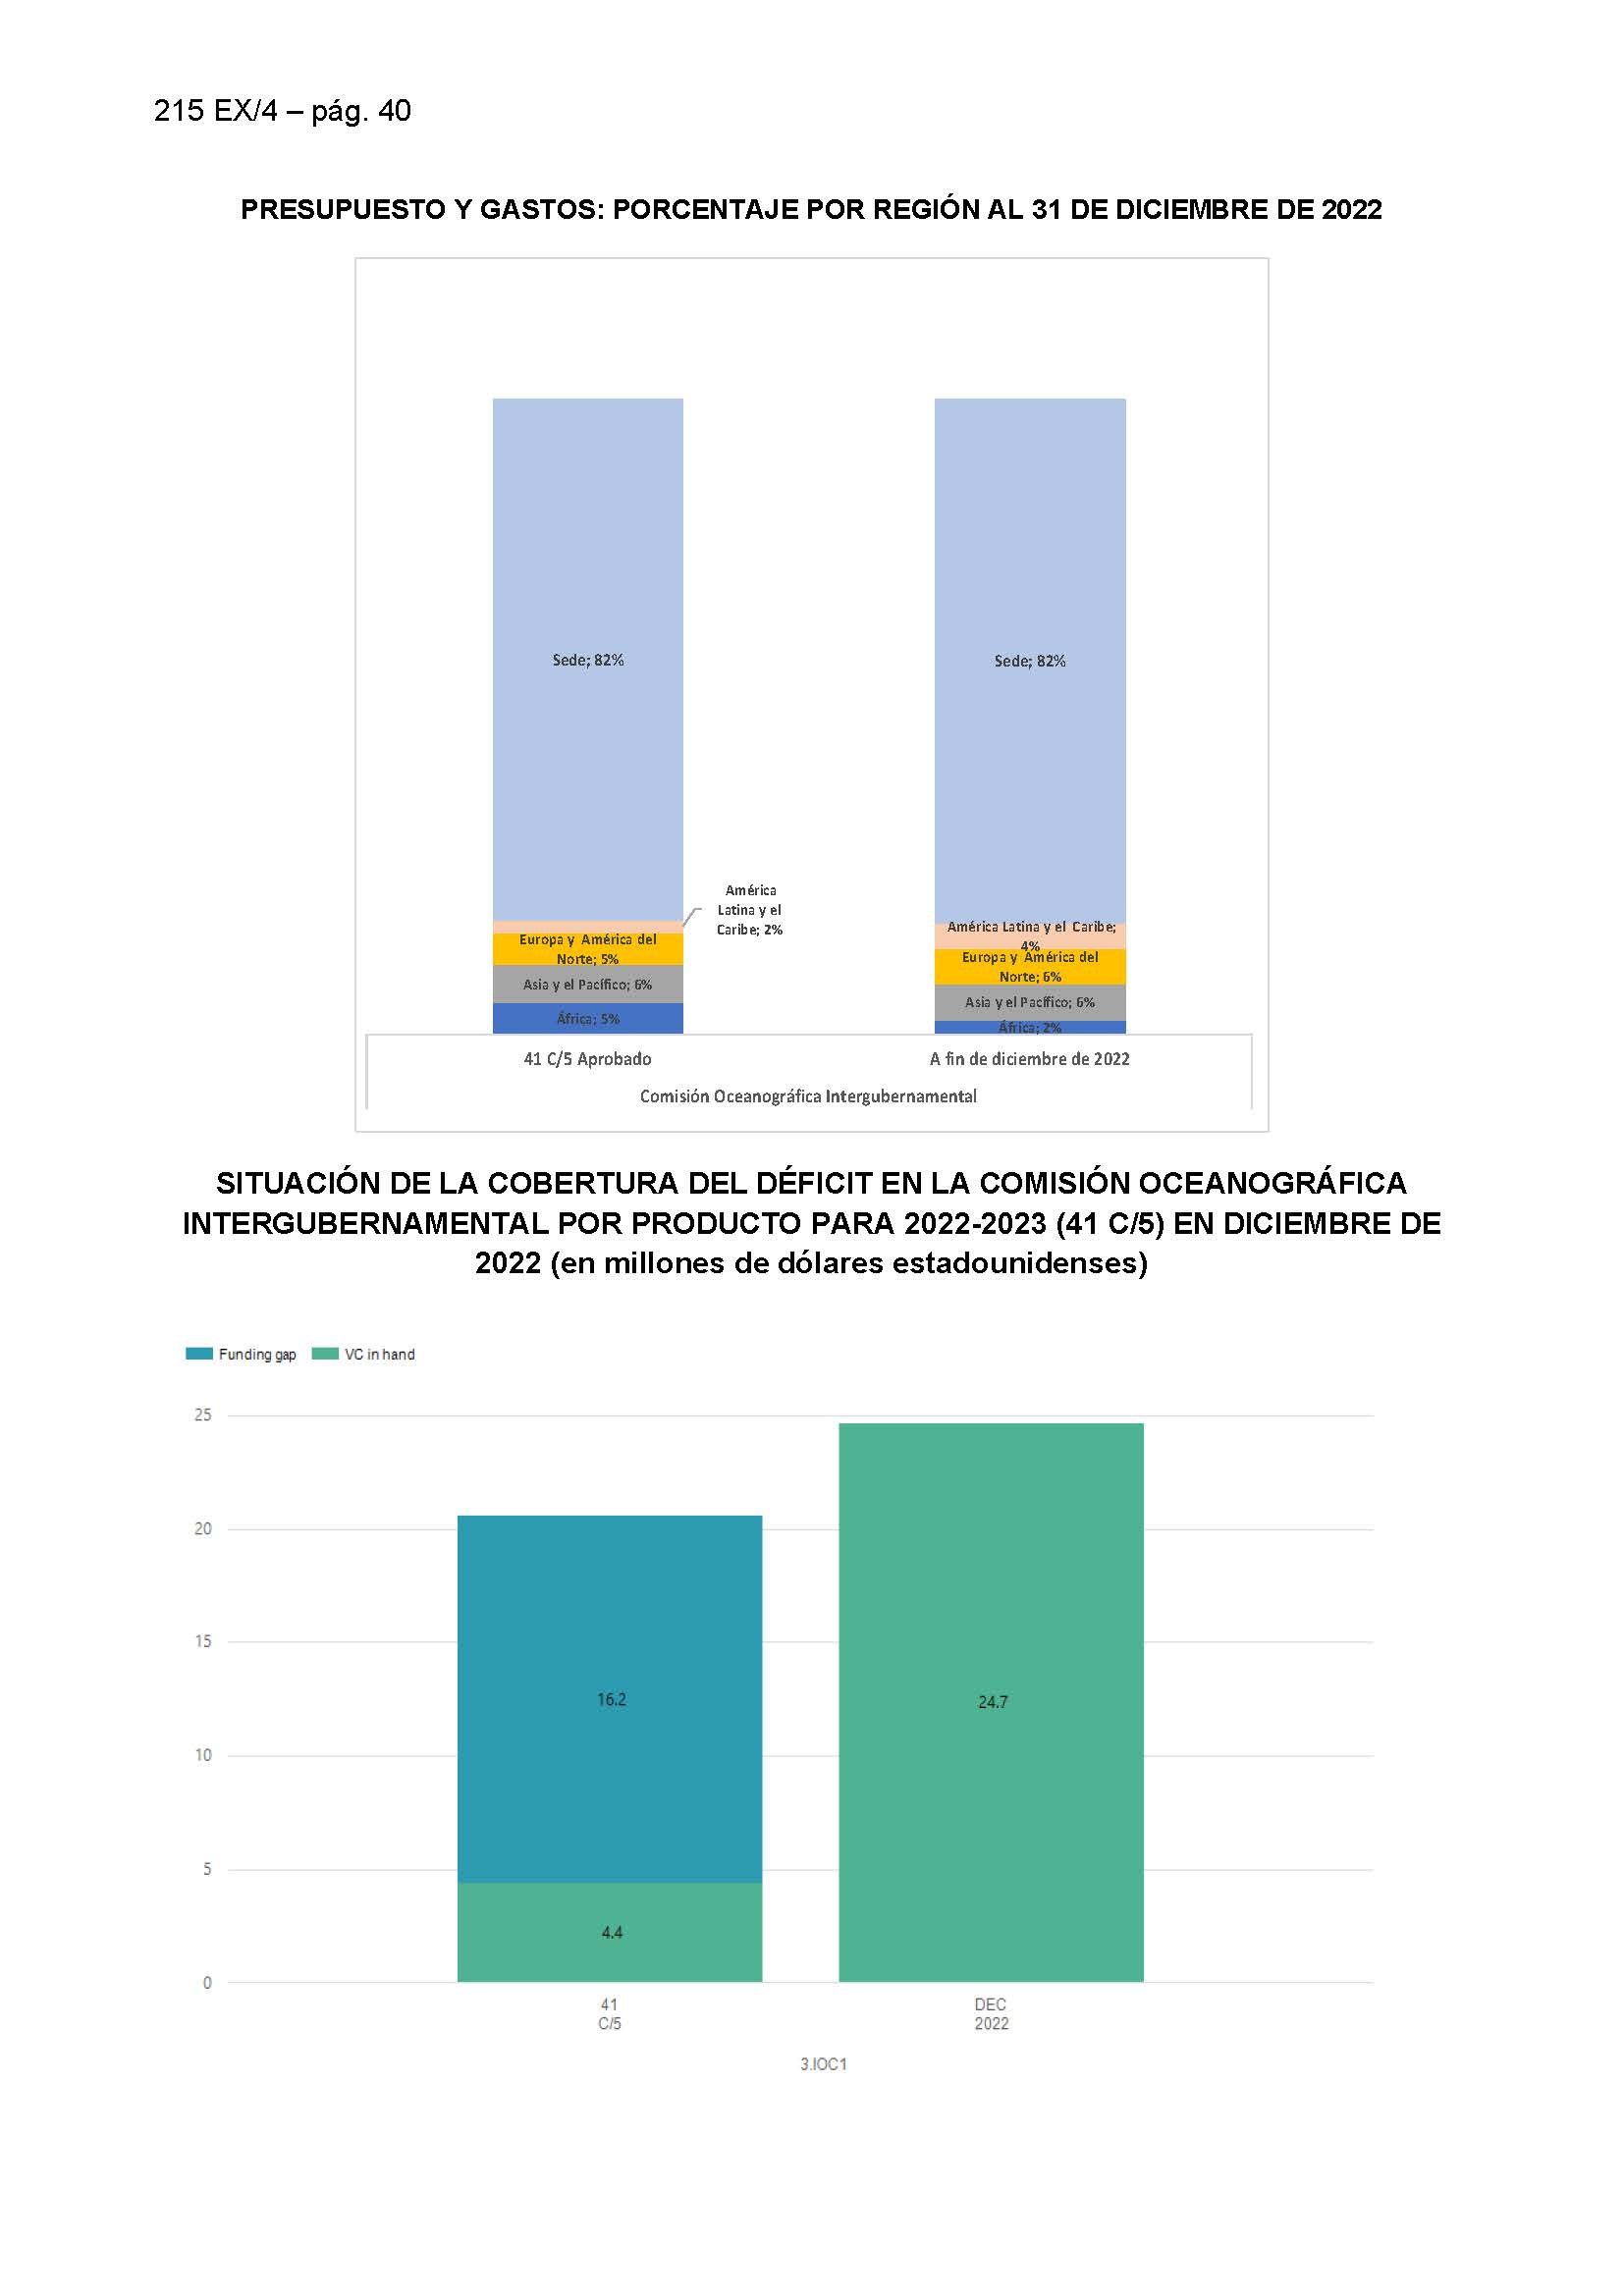 215 EX/4 – pág. 40
PRESUPUESTO Y GASTOS: PORCENTAJE POR REGIÓN AL 31 DE DICIEMBRE DE 2022
Sede; 82%
Sede; 82%
América
Latina y el
Caribe; 2%
Europa y América del
Norte; 5%
Asia y el Pacífico; 6%
África; 5%
América Latina y el Caribe;
4%
Europa y América del
Norte; 6%
Asia y el Pacífico; 6%
África; 2%
41 C/5 Aprobado
A fin de diciembre de 2022
Comisión Oceanográfica Intergubernamental
SITUACIÓN DE LA COBERTURA DEL DÉFICIT EN LA COMISIÓN OCEANOGRÁFICA
INTERGUBERNAMENTAL POR PRODUCTO PARA 2022-2023 (41 C/5) EN DICIEMBRE DE
2022 (en millones de dólares estadounidenses)
Funding gap
VC in hand
25
20
15
10
5
0
16.2
4.4
24.7
41
C/5
DEC
2022
3.IOC1